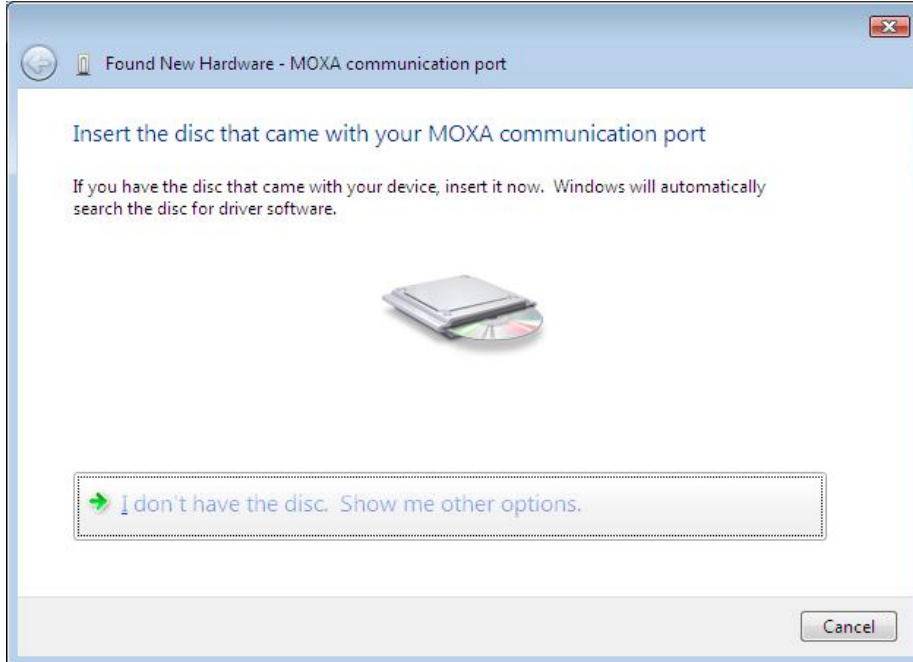 Found New Hardware - MOXA communication port
Insert the disc that came with your MOXA communication port
If you have the disc that came with your device, insert it now.  Windows will automatically
search the disc for driver software.
I don't have the disc.  Show me other options.
Cancel